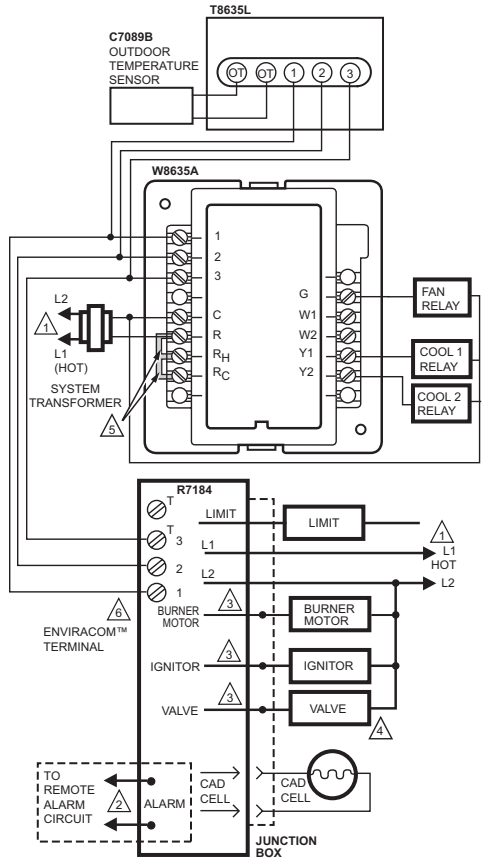 T8635L
C7089B
OUTDOOR
TEMPERATURE
SENSOR
OT OT 1 2 3
W8635A
1
2
3
C
R
RH
RC
G
W1
W2
Y1
Y2
L2
1
L1
(HOT)
SYSTEM
TRANSFORMER
5
FAN
RELAY
COOL 1
RELAY
COOL 2
RELAY
R7184
T
T
3
2
1
6
ENVIRACOM™
TERMINAL
LIMIT
LIMIT
L1
1
L1
HOT
L2
L2
BURNER
MOTOR
3
BURNER
MOTOR
IGNITOR
3
IGNITOR
VALVE
3
VALVE
4
TO
REMOTE
ALARM
CIRCUIT
2
ALARM
CAD
CELL
CAD
CELL
JUNCTION
BOX